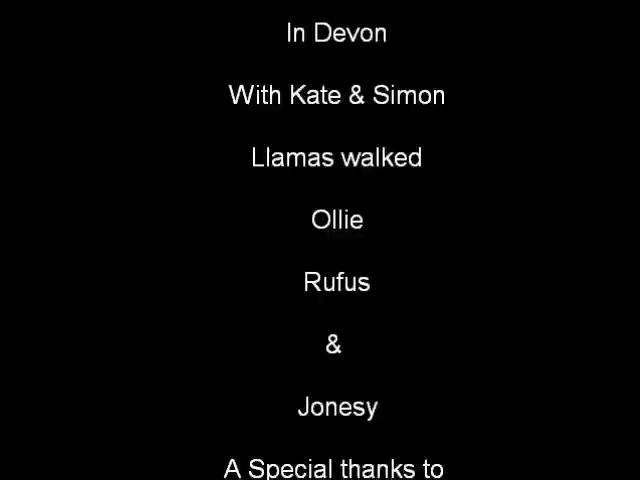 In Devon
With Kate & Simon
Llamas walked
Ollie
Rufus
&
Jonesy
A Special thanks to